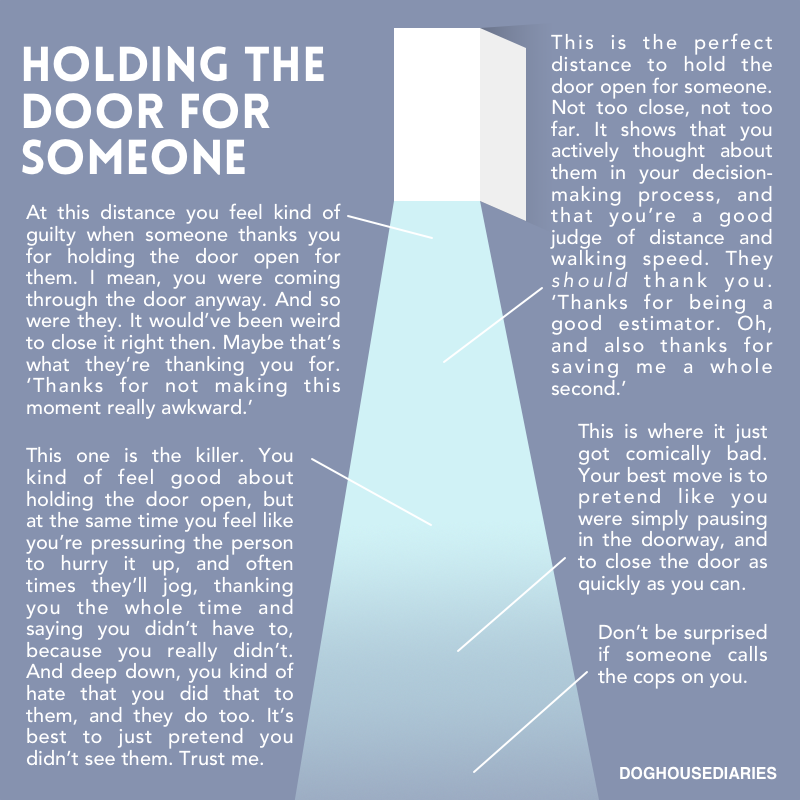 HOLDING THE
DOOR FOR
SOMEONE
At this distance you feel kind of
guilty when someone thanks you
for holding the door open for
them. I mean, you were coming
through the door anyway. And so
were they. It would've been weird
to close it right then. Maybe that's
what they're thanking you for.
'Thanks for not making this
moment really awkward.'
This is the perfect
distance to hold the
door open for someone.
Not too close, not too
far. It shows that you
actively thought about
them in your decision-
making process, and
that you're a good
judge of distance and
walking speed. They
should thank you.
'Thanks for being a
good estimator. Oh,
and also thanks for
saving me a whole
second.'
This one is the killer. You
kind of feel good about
holding the door open, but
at the same time you feel like
you're pressuring the person
to hurry it up, and often
times they'll jog, thanking
you the whole time and
saying you didn't have to,
because you really didn't.
And deep down, you kind of
hate that you did that to
them, and they do too. It's
best to just pretend you
didn't see them. Trust me.
This is where it just
got comically bad.
Your best move is to
pretend like you
were simply pausing
in the doorway, and
to close the door as
quickly as you can.
Don't be surprised
if someone calls
the cops on you.
DOGHOUSEDIARIES